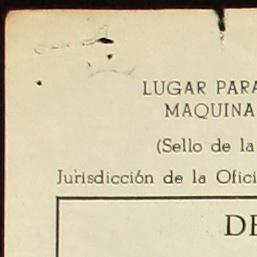 LUGAR PARA
MAQUINA
(Sello de la
Jurisdicción de la Ofici
DE